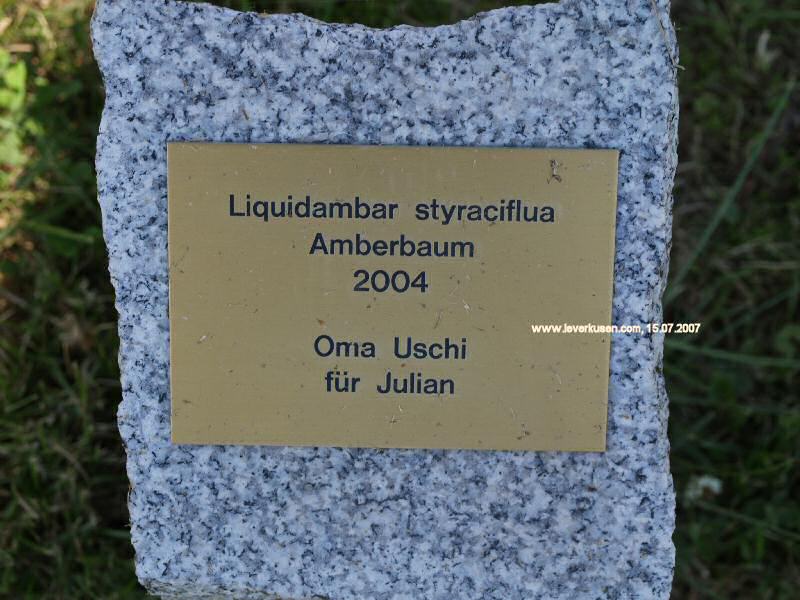 Liquidambar styraciflua
Amberbaum
2004
Oma Uschi
für Julian
www.leverkusen.com, 15.07.2007